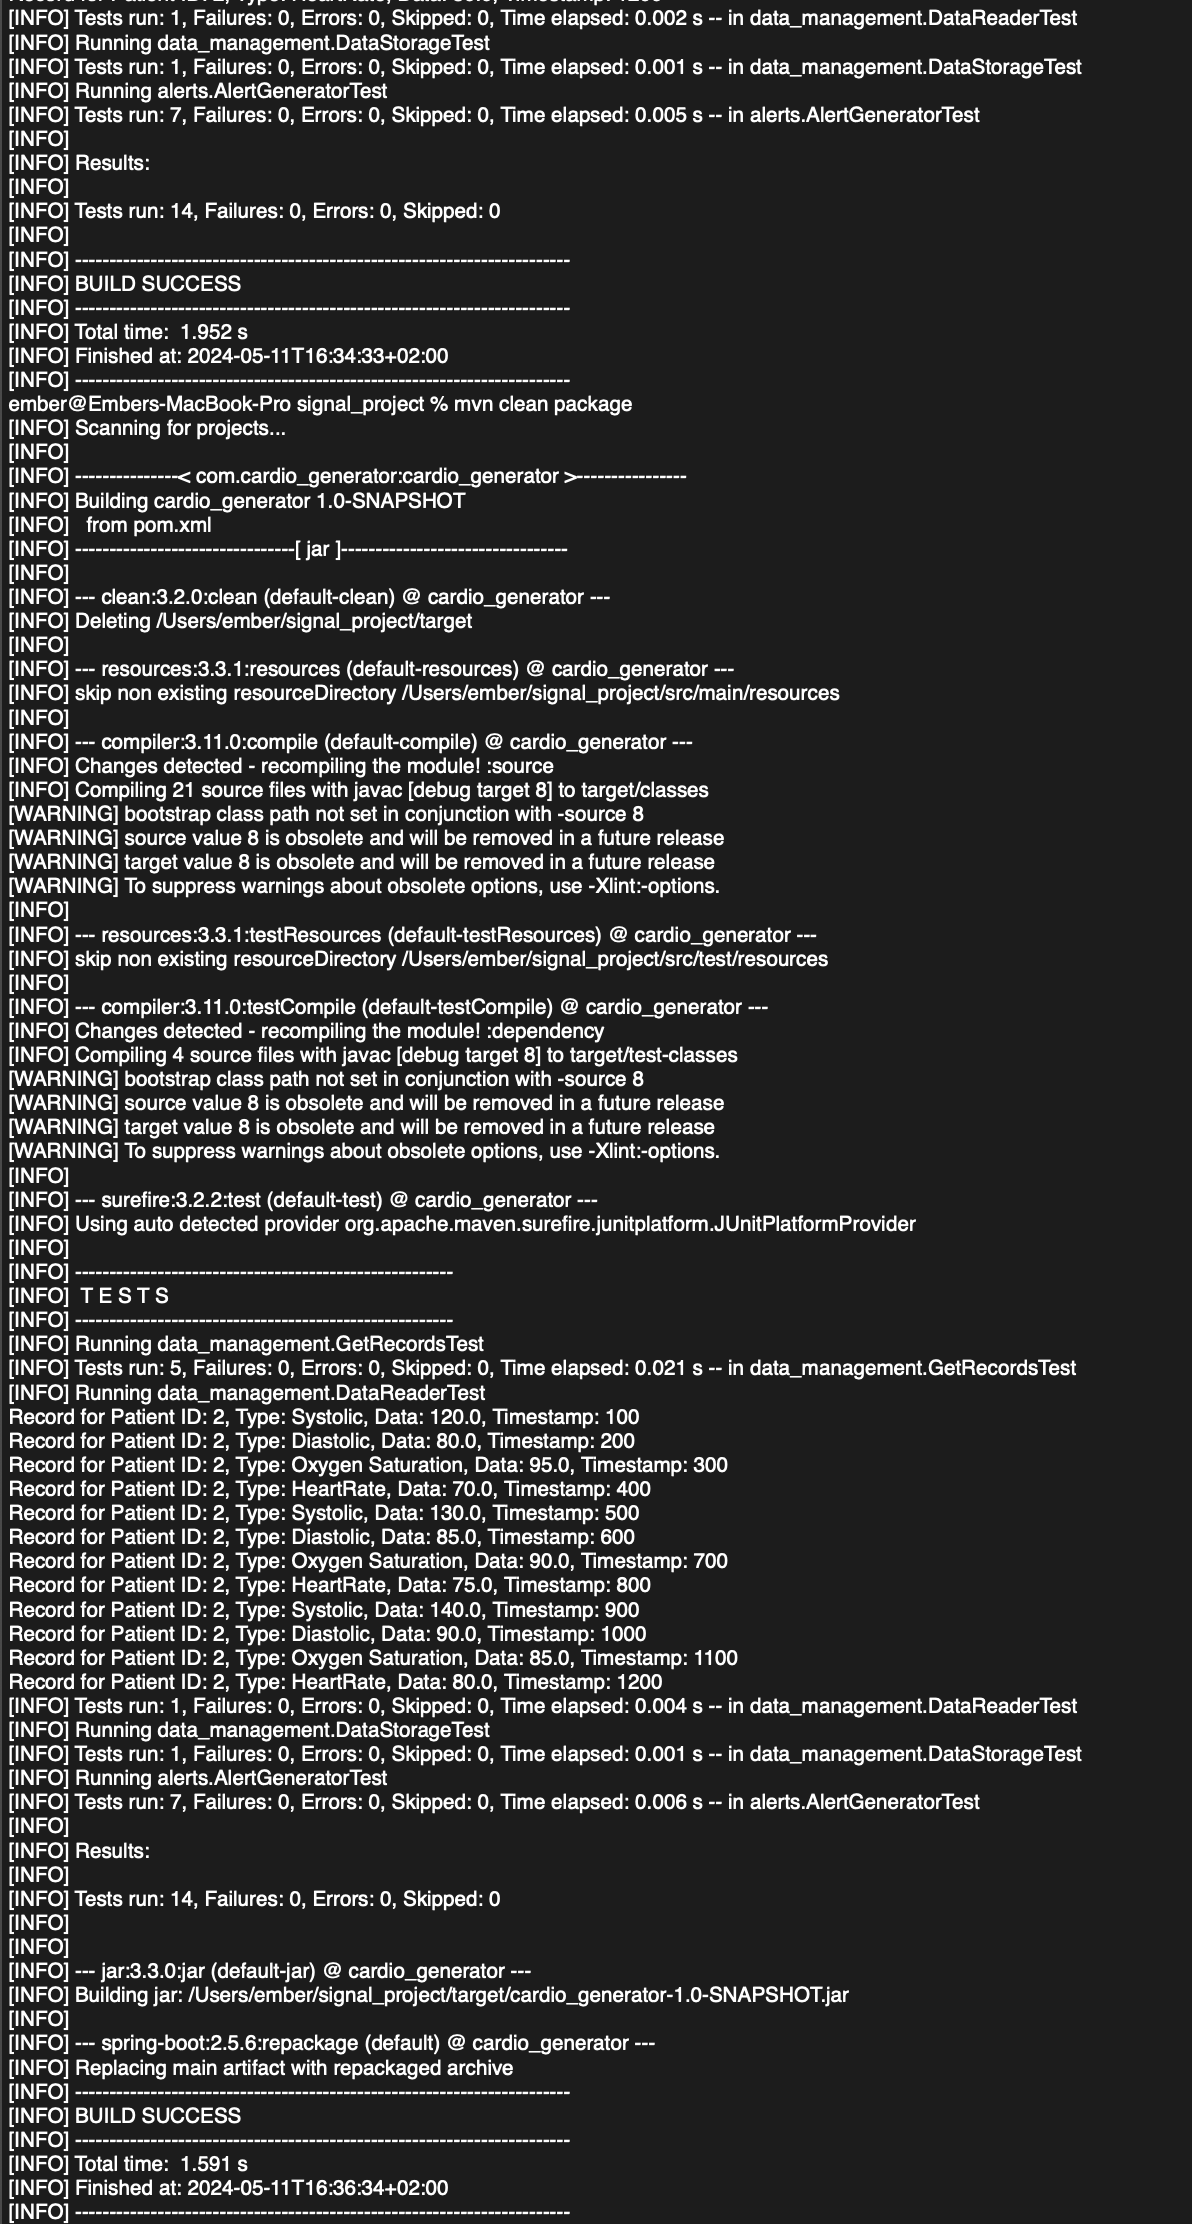 [INFO] Tests run: 1, Failures: 0, Errors: 0, Skipped: 0, Time elapsed: 0.002 s -- in data_management.DataReaderTest
[INFO] Running data_management.DataStorageTest
[INFO] Tests run: 1, Failures: 0, Errors: 0, Skipped: 0, Time elapsed: 0.001 s -- in data_management.DataStorageTest
[INFO] Running alerts.AlertGeneratorTest
[INFO] Tests run: 7, Failures: 0, Errors: 0, Skipped: 0, Time elapsed: 0.005 s -- in alerts.AlertGeneratorTest
[INFO]
[INFO] Results:
[INFO]
[INFO] Tests run: 14, Failures: 0, Errors: 0, Skipped: 0
[INFO]
[INFO] ------------------------------------------------------------------------
[INFO] BUILD SUCCESS
[INFO] ------------------------------------------------------------------------
[INFO] Total time:  1.952 s
[INFO] Finished at: 2024-05-11T16:34:33+02:00
[INFO] ------------------------------------------------------------------------
ember@Embers-MacBook-Pro signal_project % mvn clean package
[INFO] Scanning for projects...
[INFO]
[INFO] ---------------< com.cardio_generator:cardio_generator >----------------
[INFO] Building cardio_generator 1.0-SNAPSHOT
[INFO]   from pom.xml
[INFO] --------------------------------[ jar ]---------------------------------
[INFO]
[INFO] --- clean:3.2.0:clean (default-clean) @ cardio_generator ---
[INFO] Deleting /Users/ember/signal_project/target
[INFO]
[INFO] --- resources:3.3.1:resources (default-resources) @ cardio_generator ---
[INFO] skip non existing resourceDirectory /Users/ember/signal_project/src/main/resources
[INFO]
[INFO] --- compiler:3.11.0:compile (default-compile) @ cardio_generator ---
[INFO] Changes detected - recompiling the module! :source
[INFO] Compiling 21 source files with javac [debug target 8] to target/classes
[WARNING] bootstrap class path not set in conjunction with -source 8
[WARNING] source value 8 is obsolete and will be removed in a future release
[WARNING] target value 8 is obsolete and will be removed in a future release
[WARNING] To suppress warnings about obsolete options, use -Xlint:-options.
[INFO]
[INFO] --- resources:3.3.1:testResources (default-testResources) @ cardio_generator ---
[INFO] skip non existing resourceDirectory /Users/ember/signal_project/src/test/resources
[INFO]
[INFO] --- compiler:3.11.0:testCompile (default-testCompile) @ cardio_generator ---
[INFO] Changes detected - recompiling the module! :dependency
[INFO] Compiling 4 source files with javac [debug target 8] to target/test-classes
[WARNING] bootstrap class path not set in conjunction with -source 8
[WARNING] source value 8 is obsolete and will be removed in a future release
[WARNING] target value 8 is obsolete and will be removed in a future release
[WARNING] To suppress warnings about obsolete options, use -Xlint:-options.
[INFO]
[INFO] --- surefire:3.2.2:test (default-test) @ cardio_generator ---
[INFO] Using auto detected provider org.apache.maven.surefire.junitplatform.JUnitPlatformProvider
[INFO]
[INFO] -------------------------------------------------------
[INFO]  T E S T S
[INFO] -------------------------------------------------------
[INFO] Running data_management.GetRecordsTest
[INFO] Tests run: 5, Failures: 0, Errors: 0, Skipped: 0, Time elapsed: 0.021 s -- in data_management.GetRecordsTest
[INFO] Running data_management.DataReaderTest
Record for Patient ID: 2, Type: Systolic, Data: 120.0, Timestamp: 100
Record for Patient ID: 2, Type: Diastolic, Data: 80.0, Timestamp: 200
Record for Patient ID: 2, Type: Oxygen Saturation, Data: 95.0, Timestamp: 300
Record for Patient ID: 2, Type: HeartRate, Data: 70.0, Timestamp: 400
Record for Patient ID: 2, Type: Systolic, Data: 130.0, Timestamp: 500
Record for Patient ID: 2, Type: Diastolic, Data: 85.0, Timestamp: 600
Record for Patient ID: 2, Type: Oxygen Saturation, Data: 90.0, Timestamp: 700
Record for Patient ID: 2, Type: HeartRate, Data: 75.0, Timestamp: 800
Record for Patient ID: 2, Type: Systolic, Data: 140.0, Timestamp: 900
Record for Patient ID: 2, Type: Diastolic, Data: 90.0, Timestamp: 1000
Record for Patient ID: 2, Type: Oxygen Saturation, Data: 85.0, Timestamp: 1100
Record for Patient ID: 2, Type: HeartRate, Data: 80.0, Timestamp: 1200
[INFO] Tests run: 1, Failures: 0, Errors: 0, Skipped: 0, Time elapsed: 0.004 s -- in data_management.DataReaderTest
[INFO] Running data_management.DataStorageTest
[INFO] Tests run: 1, Failures: 0, Errors: 0, Skipped: 0, Time elapsed: 0.001 s -- in data_management.DataStorageTest
[INFO] Running alerts.AlertGeneratorTest
[INFO] Tests run: 7, Failures: 0, Errors: 0, Skipped: 0, Time elapsed: 0.006 s -- in alerts.AlertGeneratorTest
[INFO]
[INFO] Results:
[INFO]
[INFO] Tests run: 14, Failures: 0, Errors: 0, Skipped: 0
[INFO]
[INFO]
[INFO] --- jar:3.3.0:jar (default-jar) @ cardio_generator ---
[INFO] Building jar: /Users/ember/signal_project/target/cardio_generator-1.0-SNAPSHOT.jar
[INFO]
[INFO] --- spring-boot:2.5.6:repackage (default) @ cardio_generator ---
[INFO] Replacing main artifact with repackaged archive
[INFO] ------------------------------------------------------------------------
[INFO] BUILD SUCCESS
[INFO] ------------------------------------------------------------------------
[INFO] Total time:  1.591 s
[INFO] Finished at: 2024-05-11T16:36:34+02:00
[INFO] ------------------------------------------------------------------------